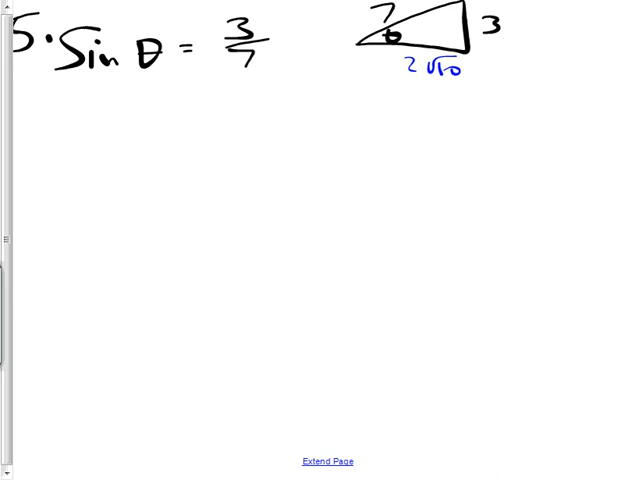 5. Sin θ = 3/7
7
θ
3
2√10
Extend Page